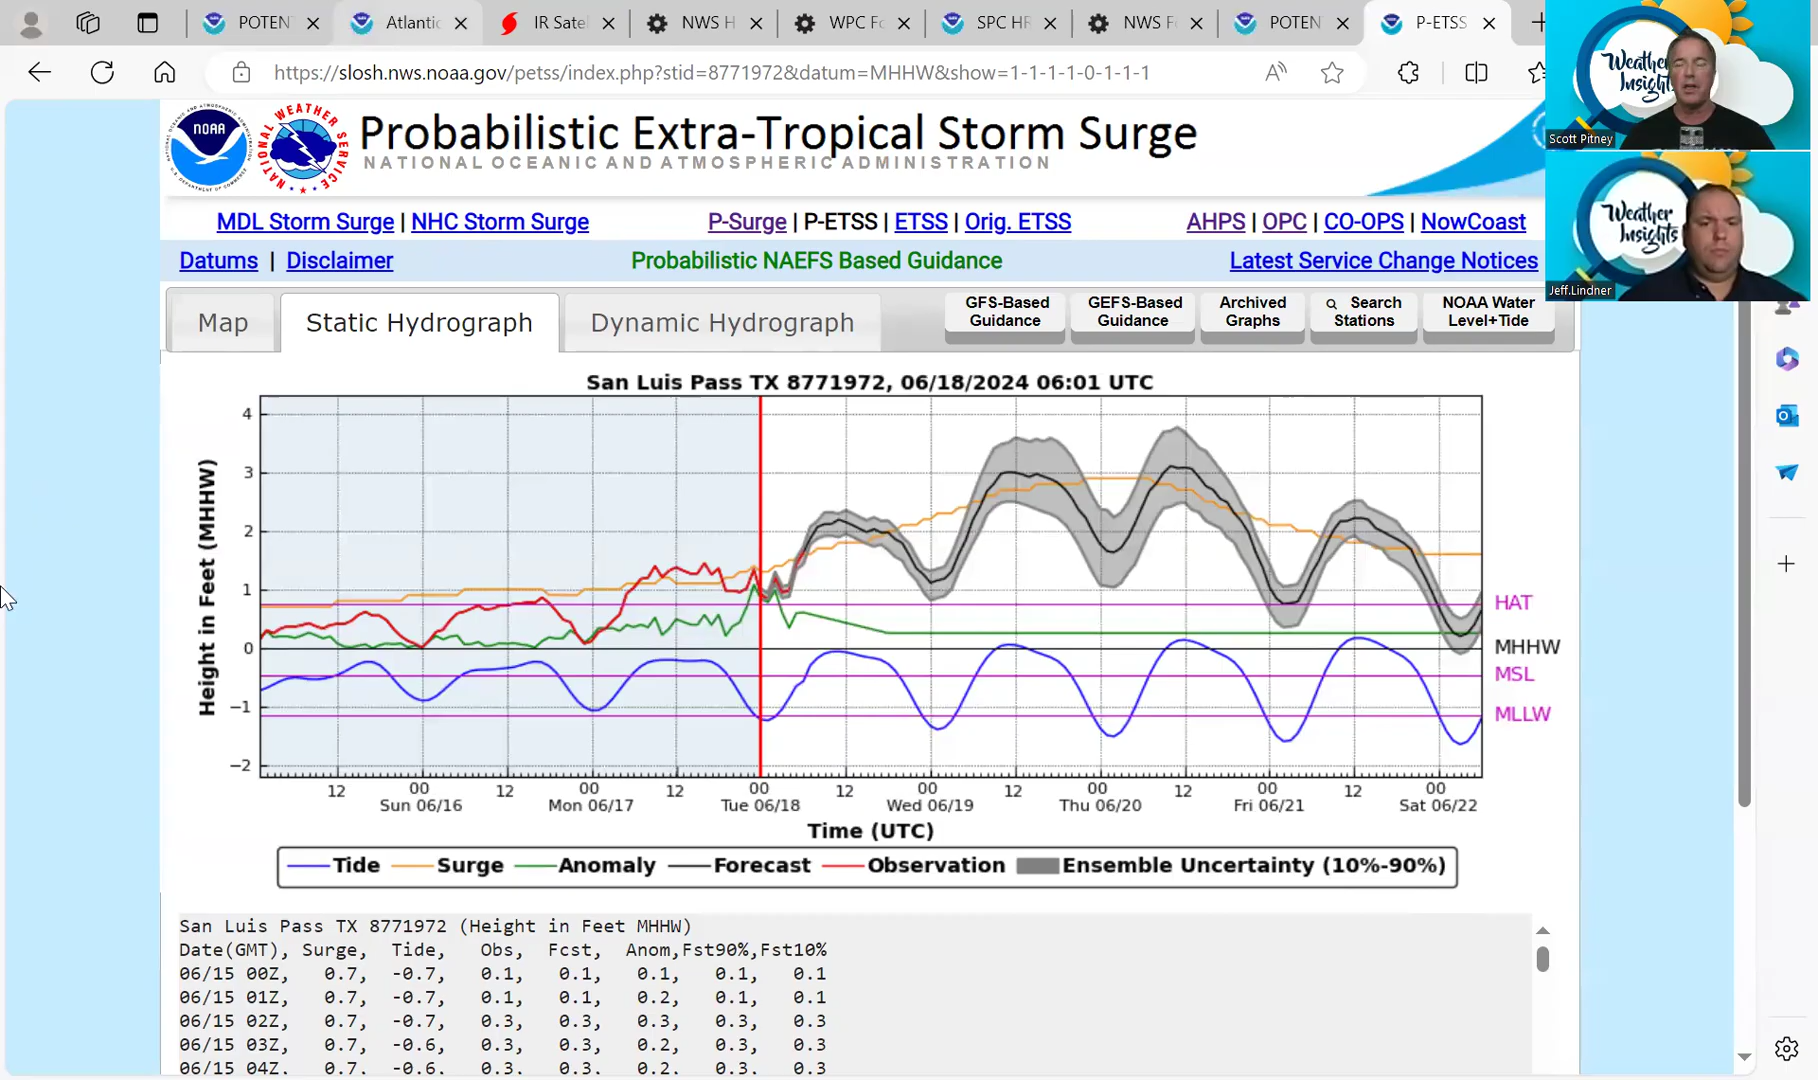 POTEN
Atlantic
IR Sate
NWS H
WPC Fo
SPC HR
NWS F
POTEN
P-ETSS
https://slosh.nws.noaa.gov/petss/index.php?stid=8771972&datum=MHHW&show=1-1-1-1-0-1-1-1
Weather
Insights
Scott Pitney
Weather
Insights
Jeff.Lindner
NOAA
Probabilistic Extra-Tropical Storm Surge
NATIONAL OCEANIC AND ATMOSPHERIC ADMINISTRATION
MDL Storm Surge | NHC Storm Surge
P-Surge | P-ETSS | ETSS | Orig. ETSS
AHPS | OPC | CO-OPS | NowCoast
Datums | Disclaimer
Probabilistic NAEFS Based Guidance
Latest Service Change Notices
Map
Static Hydrograph
Dynamic Hydrograph
GFS-Based
Guidance
GEFS-Based
Guidance
Archived
Graphs
Search
Stations
NOAA Water
Level+Tide
San Luis Pass TX 8771972, 06/18/2024 06:01 UTC
Height in Feet (MHHW)
4
3
2
1
0
−1
−2
HAT
MHHW
MSL
MLLW
12 00 12 00 12 00 12 00 12 00 12 00 12 00
Sun 06/16 Mon 06/17 Tue 06/18 Wed 06/19 Thu 06/20 Fri 06/21 Sat 06/22
Time (UTC)
Tide Surge Anomaly Forecast Observation Ensemble Uncertainty (10%-90%)
San Luis Pass TX 8771972 (Height in Feet MHHW)
Date(GMT), Surge, Tide, Obs, Fcst, Anom,Fst90%,Fst10%
06/15 00Z, 0.7, -0.7, 0.1, 0.1, 0.1, 0.1, 0.1
06/15 01Z, 0.7, -0.7, 0.1, 0.1, 0.2, 0.1, 0.1
06/15 02Z, 0.7, -0.7, 0.3, 0.3, 0.3, 0.3, 0.3
06/15 03Z, 0.7, -0.6, 0.3, 0.3, 0.2, 0.3, 0.3
06/15 04Z, 0.7, -0.6, 0.3, 0.3, 0.2, 0.3, 0.3